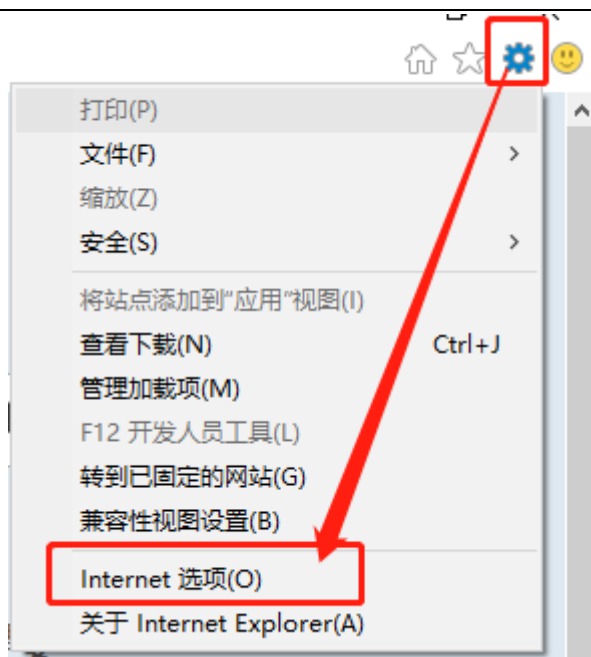 打印(P)
文件(F)
缩放(Z)
安全(S)
将站点添加到"应用"视图(I)
查看下载(N) Ctrl+J
管理加载项(M)
F12 开发人员工具(L)
转到已固定的网站(G)
兼容性视图设置(B)
Internet 选项(O)
关于 Internet Explorer(A)